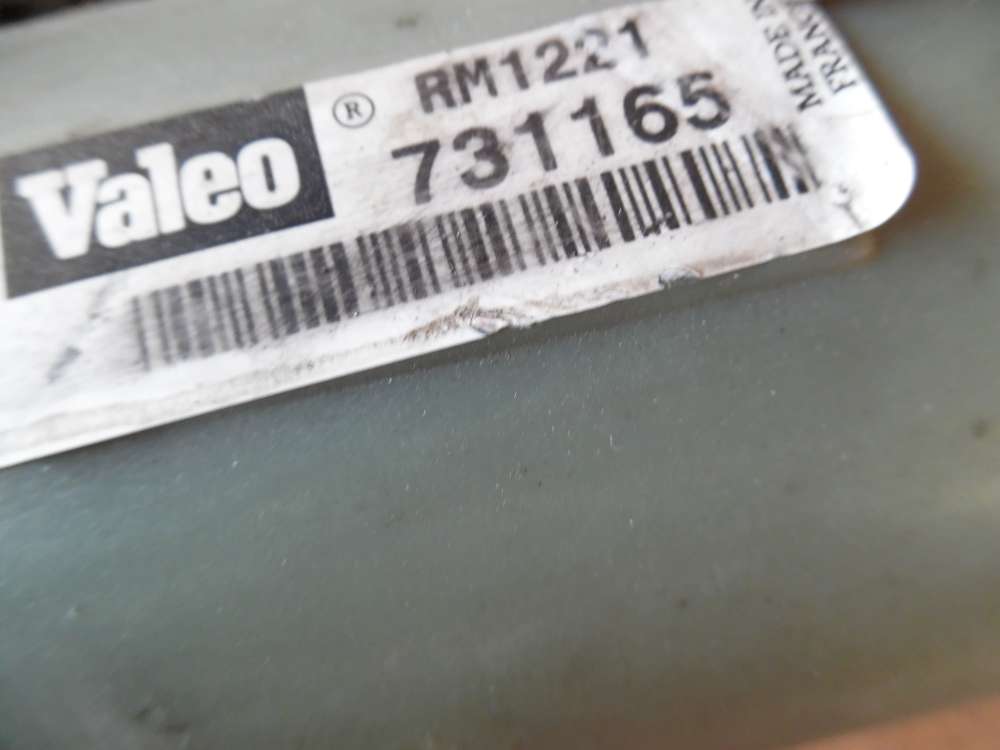 Valeo ®
RM1221
731165
MADE IN
FRANC